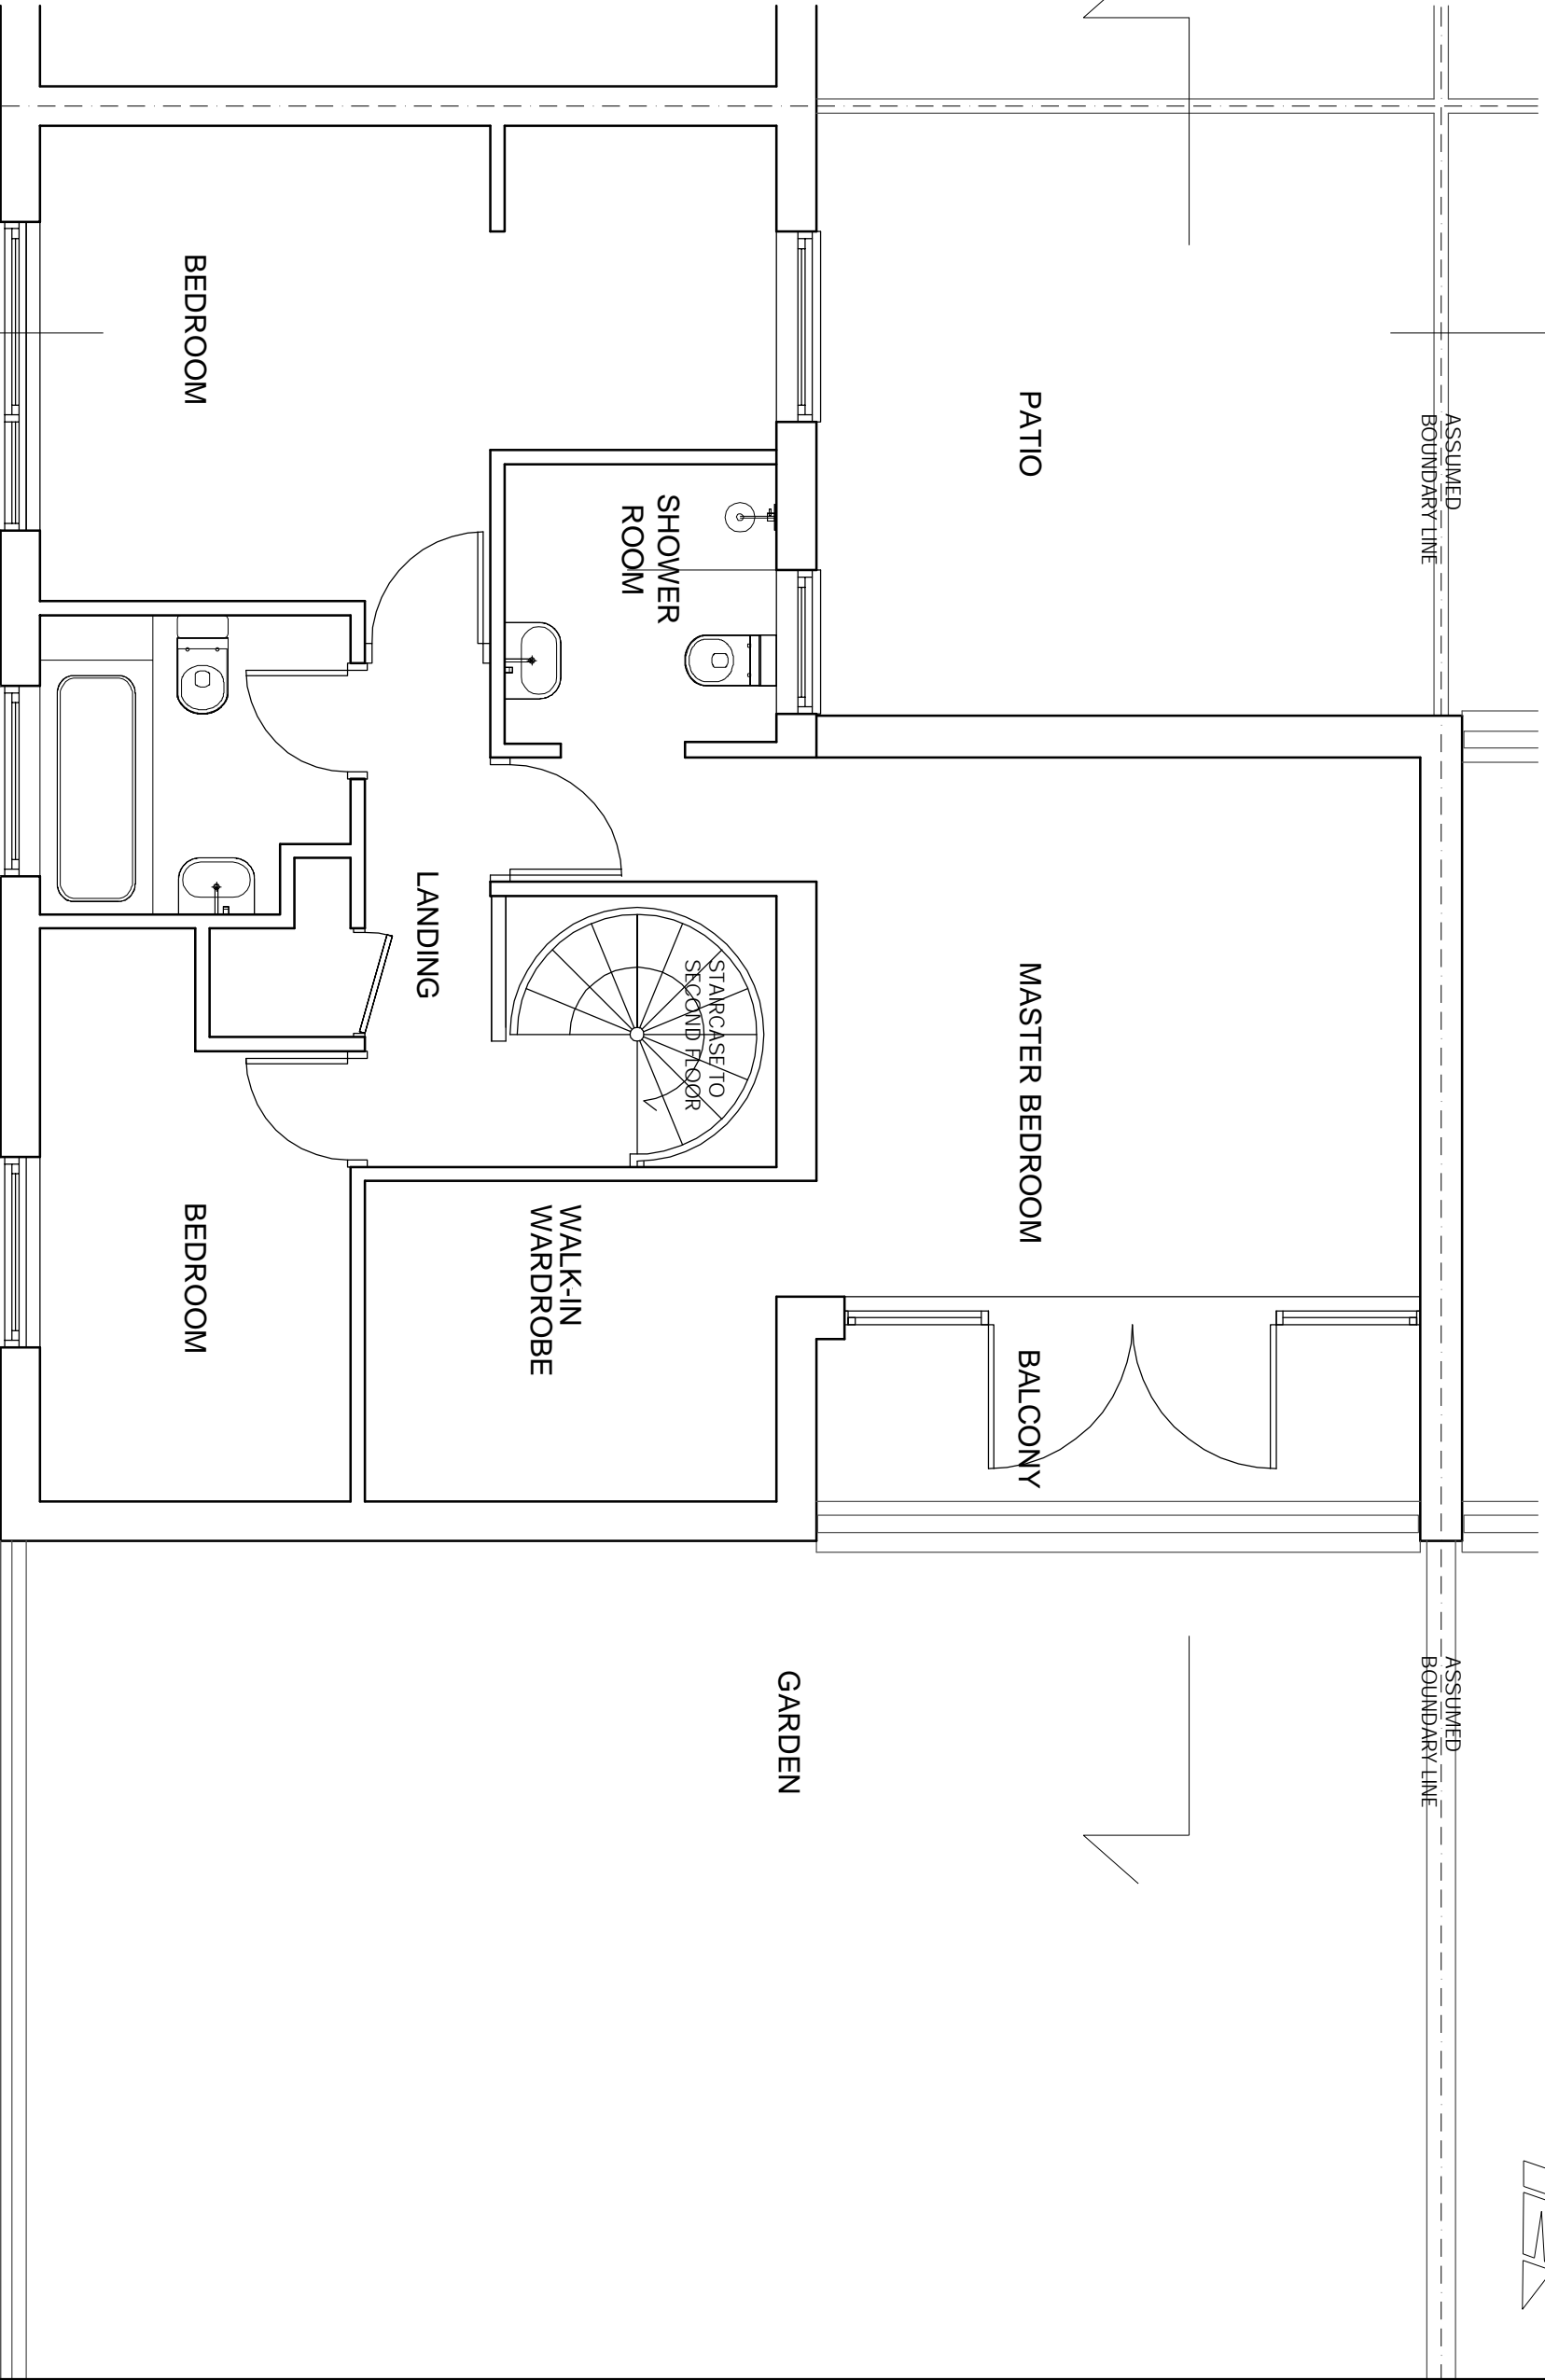 ASSUMED
BOUNDARY LINE
ASSUMED
BOUNDARY LINE
PATIO
MASTER BEDROOM
BALCONY
GARDEN
STAIRCASE TO
SECOND FLOOR
SHOWER
ROOM
WALK-IN
WARDROBE
LANDING
BEDROOM
BEDROOM